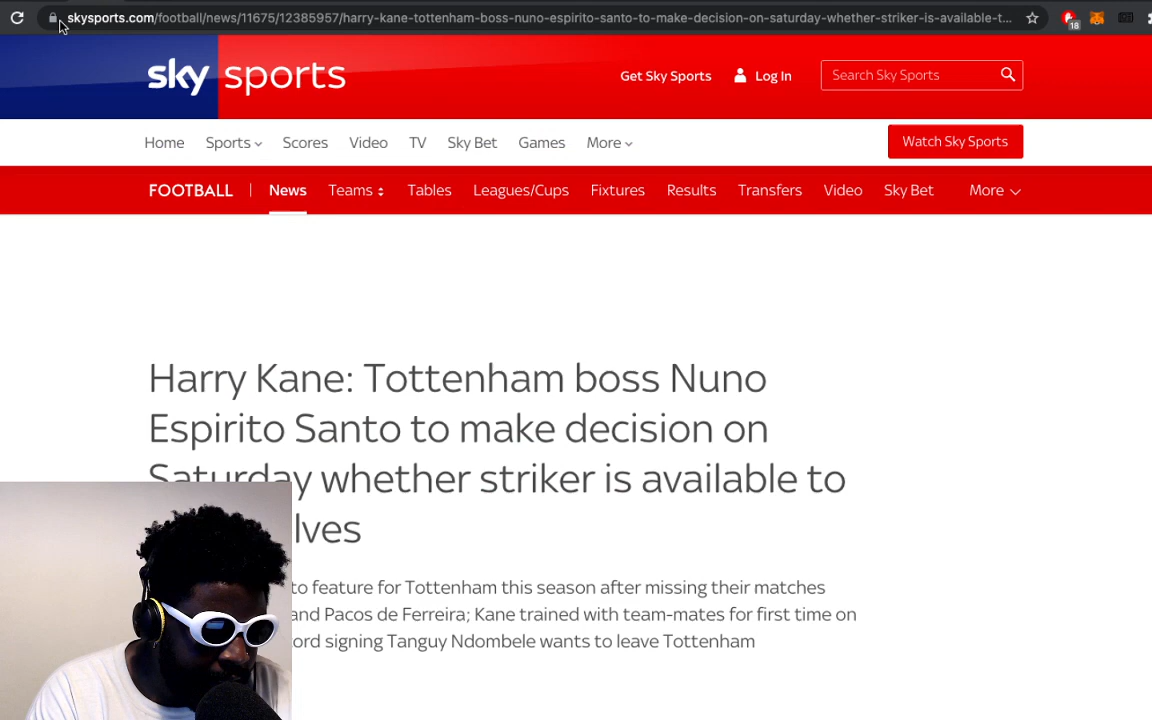 skysports.com/football/news/11675/12385957/harry-kane-tottenham-boss-nuno-espirito-santo-to-make-decision-on-saturday-whether-striker-is-available-t...
18
sky sports
Get Sky Sports
Log In
Search Sky Sports
Home
Sports
Scores
Video
TV
Sky Bet
Games
More
Watch Sky Sports
FOOTBALL
News
Teams
Tables
Leagues/Cups
Fixtures
Results
Transfers
Video
Sky Bet
More
Harry Kane: Tottenham boss Nuno
Espirito Santo to make decision on
Saturday whether striker is available to
lves
to feature for Tottenham this season after missing their matches
and Pacos de Ferreira; Kane trained with team-mates for first time on
ord signing Tanguy Ndombele wants to leave Tottenham